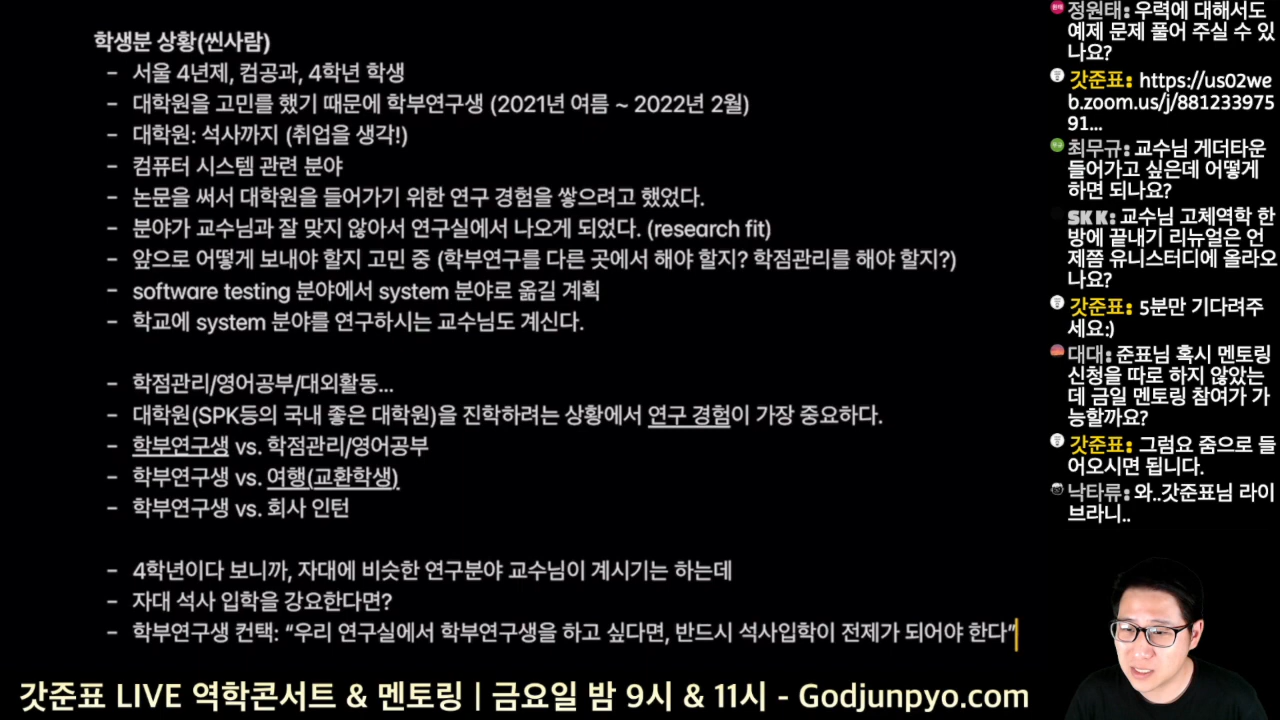 학생분 상황(씬사람)
- 서울 4년제, 컴공과, 4학년 학생
- 대학원을 고민를 했기 때문에 학부연구생 (2021년 여름 ~ 2022년 2월)
- 대학원: 석사까지 (취업을 생각!)
- 컴퓨터 시스템 관련 분야
- 논문을 써서 대학원을 들어가기 위한 연구 경험을 쌓으려고 했었다.
- 분야가 교수님과 잘 맞지 않아서 연구실에서 나오게 되었다. (research fit)
- 앞으로 어떻게 보내야 할지 고민 중 (학부연구를 다른 곳에서 해야 할지? 학점관리를 해야 할지?)
- software testing 분야에서 system 분야로 옮길 계획
- 학교에 system 분야를 연구하시는 교수님도 계신다.
- 학점관리/영어공부/대외활동...
- 대학원(SPK등의 국내 좋은 대학원)을 진학하려는 상황에서 연구 경험이 가장 중요하다.
- 학부연구생 vs. 학점관리/영어공부
- 학부연구생 vs. 여행(교환학생)
- 학부연구생 vs. 회사 인턴
- 4학년이다 보니까, 자대에 비슷한 연구분야 교수님이 계시기는 하는데
- 자대 석사 입학을 강요한다면?
- 학부연구생 컨택: “우리 연구실에서 학부연구생을 하고 싶다면, 반드시 석사입학이 전제가 되어야 한다”
정원태: 우력에 대해서도
예제 문제 풀어 주실 수 있
나요?
갓준표: https://us02we
b.zoom.us/j/881233975
91...
최무규: 교수님 게더타운
들어가고 싶은데 어떻게
하면 되나요?
SK K: 교수님 고체역학 한
방에 끝내기 리뉴얼은 언
제쯤 유니스터디에 올라오
나요?
갓준표: 5분만 기다려주
세요:)
대대: 준표님 혹시 멘토링
신청을 따로 하지 않았는
데 금일 멘토링 참여가 가
능할까요?
갓준표: 그럼요 줌으로 들
어오시면 됩니다.
낙타류: 와..갓준표님 라이
브라니..
갓준표 LIVE 역학콘서트 & 멘토링 | 금요일 밤 9시 & 11시 - Godjunpyo.com